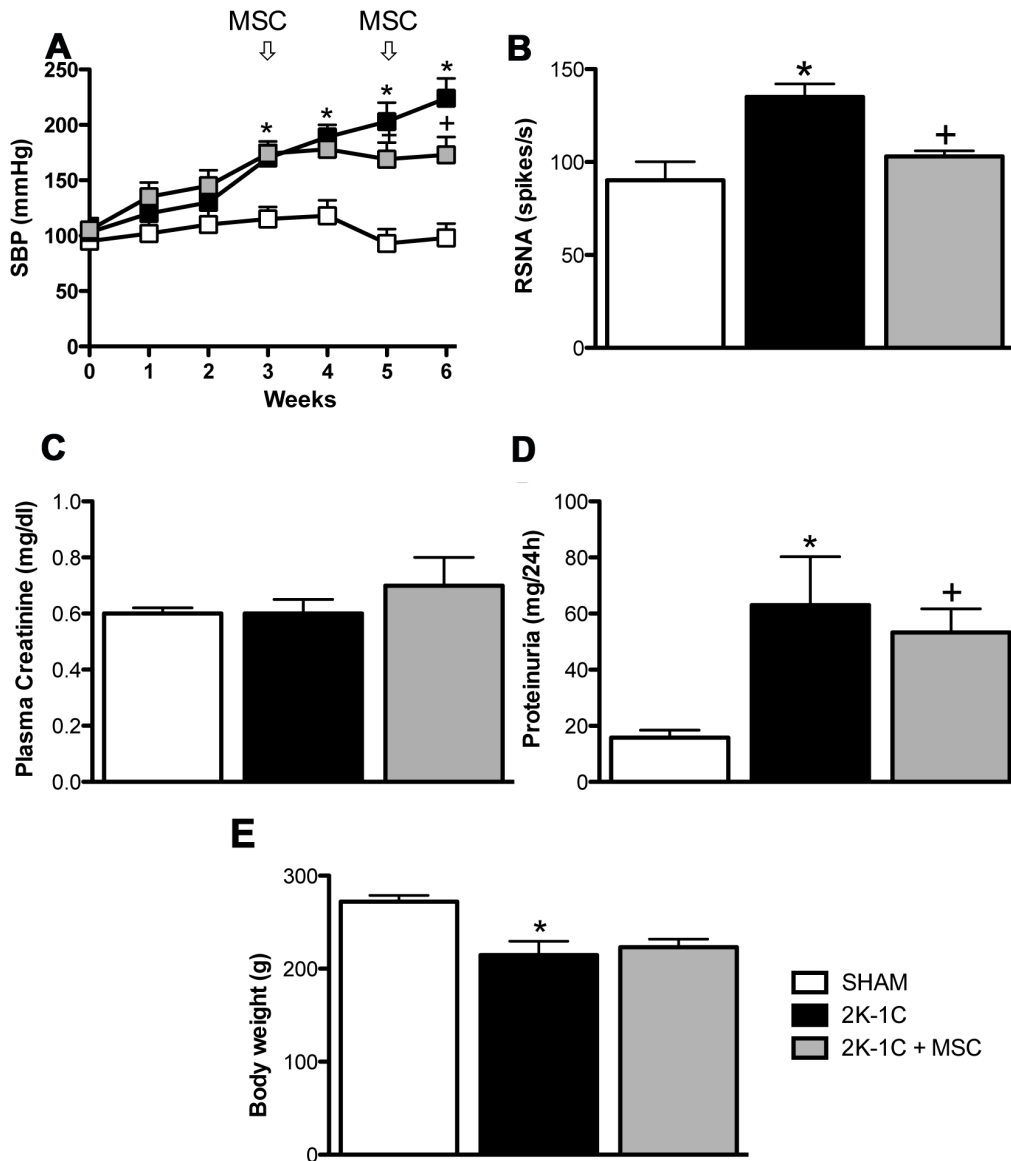 MSC MSC
A
SBP (mmHg)
250
200
150
100
50
0
* * * *
+ +
0 1 2 3 4 5 6
Weeks
B
RSNA (spikes/s)
150
100
50
0
*
+
C
Plasma Creatinine (mg/dl)
1.0
0.8
0.6
0.4
0.2
0.0
D
Proteinuria (mg/24h)
100
80
60
40
20
0
*
+
E
Body weight (g)
300
200
100
0
*
SHAM
2K-1C
2K-1C + MSC